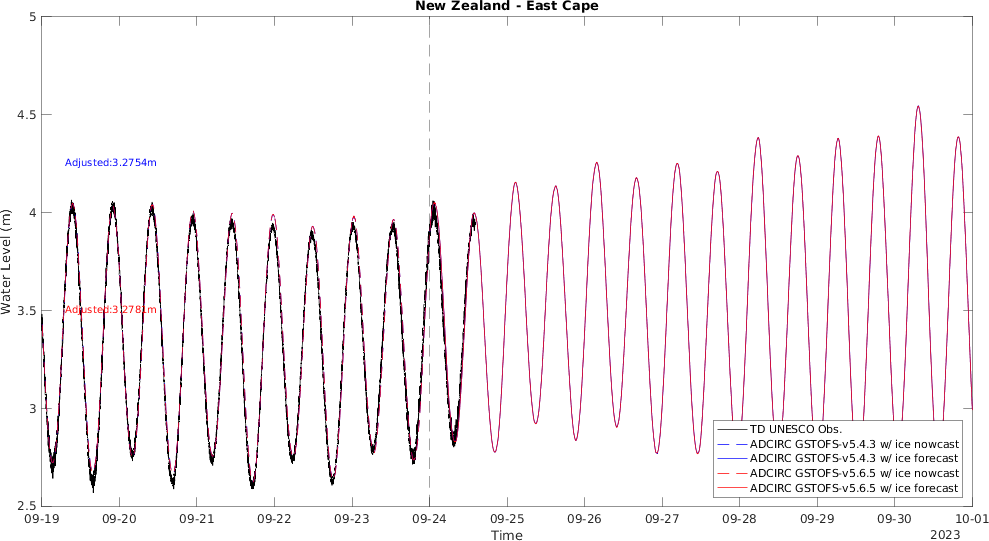 New Zealand - East Cape
5
4.5
4
3.5
3
2.5
Water Level (m)
Adjusted:3.2754m
Adjusted:3.2781m
TD UNESCO Obs.
ADCIRC GSTOFS-v5.4.3 w/ ice nowcast
ADCIRC GSTOFS-v5.4.3 w/ ice forecast
ADCIRC GSTOFS-v5.6.5 w/ ice nowcast
ADCIRC GSTOFS-v5.6.5 w/ ice forecast
09-19 09-20 09-21 09-22 09-23 09-24 09-25 09-26 09-27 09-28 09-29 09-30 10-01
Time
2023